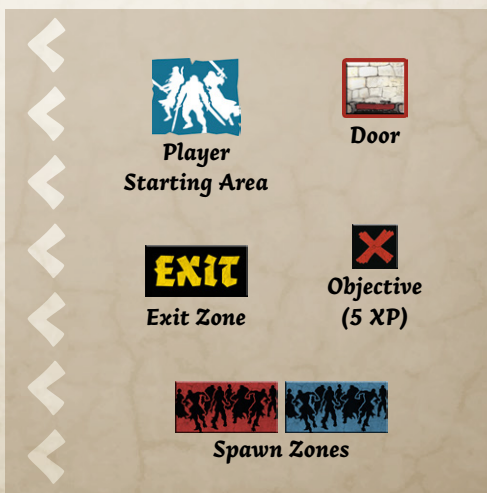 Player
Starting Area
Door
EXIT
Exit Zone
Objective
(5 XP)
Spawn Zones